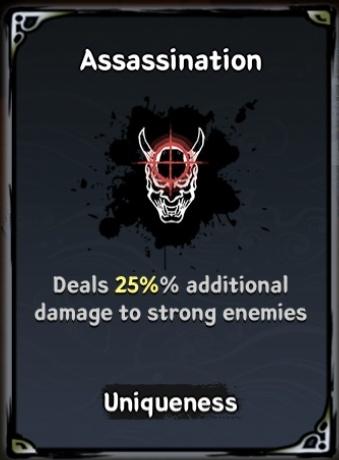 Assassination
Deals 25%% additional
damage to strong enemies
Uniqueness